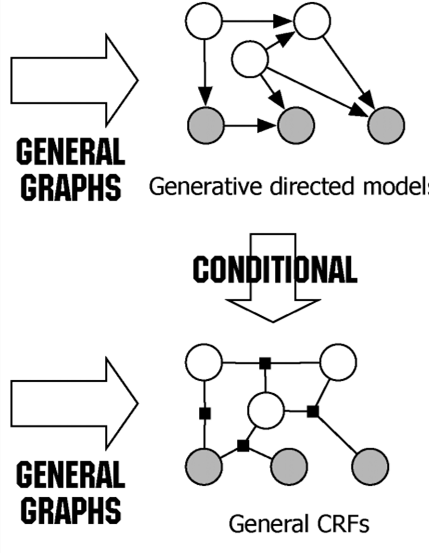 GENERAL
GRAPHS
Generative directed models
CONDITIONAL
GENERAL
GRAPHS
General CRFs